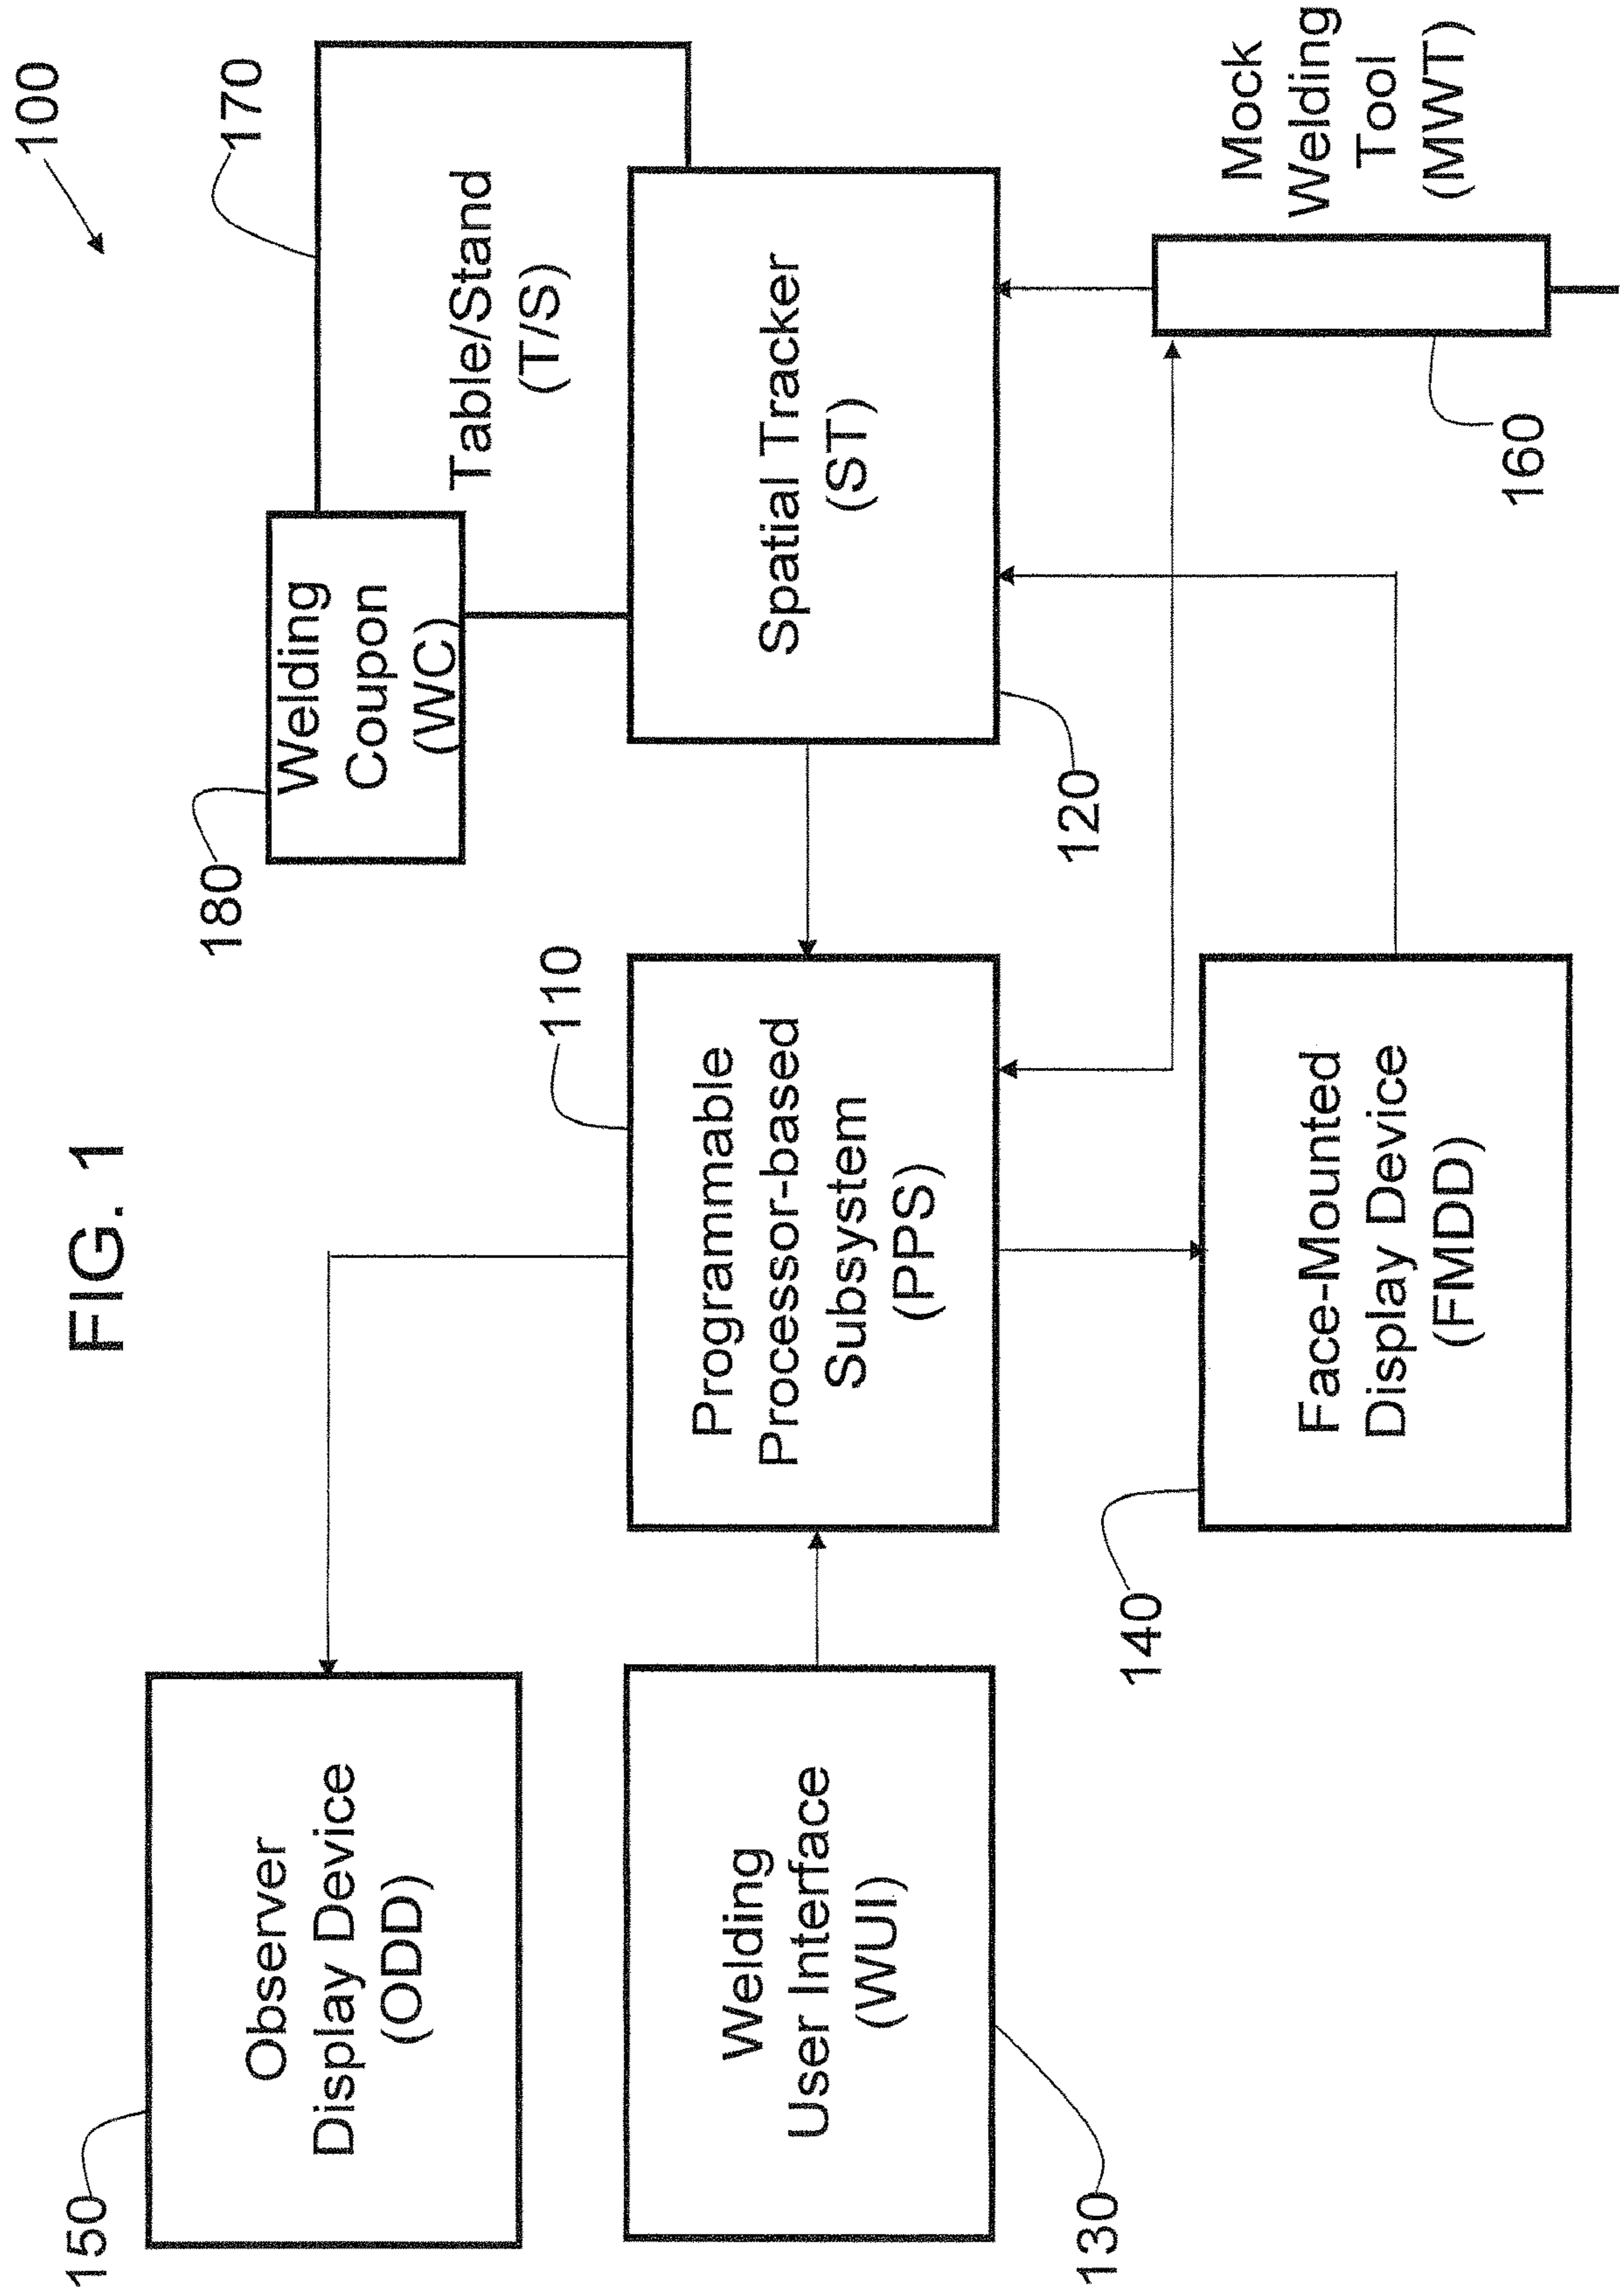 FIG. 1
100
150
Observer
Display Device
(ODD)
180
Welding
Coupon
(WC)
170
Table/Stand
(T/S)
110
Welding
User Interface
(WUI)
130
Programmable
Processor-based
Subsystem
(PPS)
Spatial Tracker
(ST)
120
140
Face-Mounted
Display Device
(FMDD)
160
Mock
Welding
Tool
(MWT)